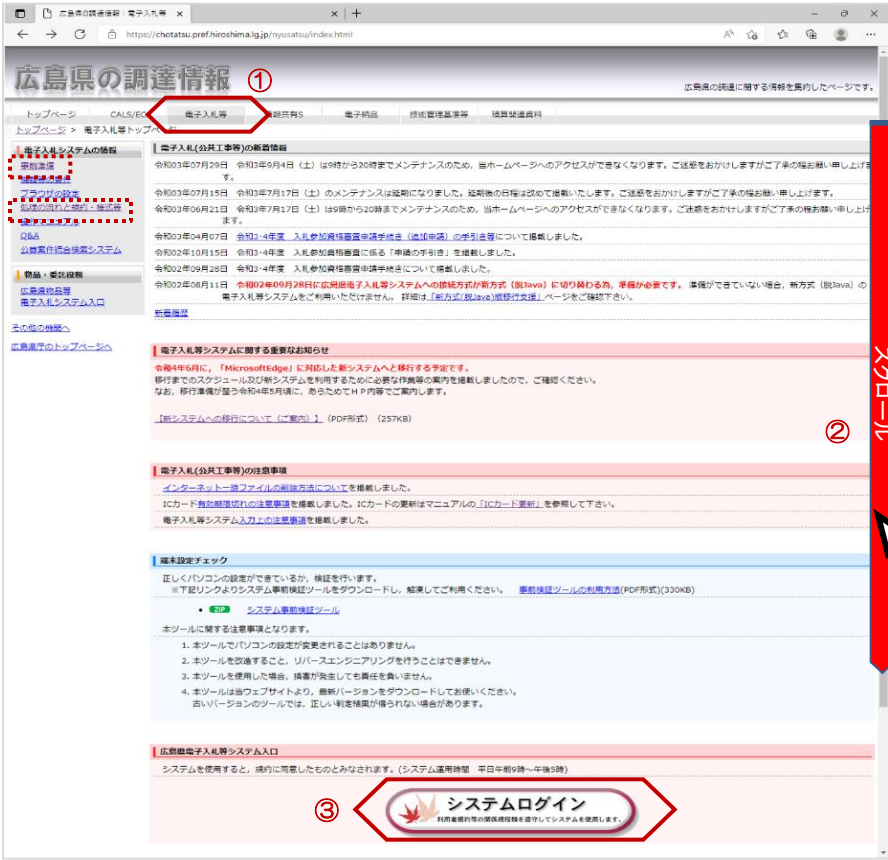 広島県の調達情報：電子入札等
https://chotatsu.pref.hiroshima.lg.jp/nyusatsu/index.html
広島県の調達情報
①
広島県の調達に関する情報を集約したページです。
トップページ CALS/EC 電子入札等 情報共有S 電子納品 技術管理基準等 積算関連資料
トップページ > 電子入札等トップページ
電子入札システムの情報
事前準備
機器の要件
ブラウザの設定
処理の流れと規約・様式等
Q&A
公募案件統合検索システム
物品・委託役務
広島県物品等
電子入札システム入口
その他の機関へ
広島県庁のトップページへ
電子入札(公共工事等)の新着情報
令和03年07月29日 令和3年9月4日（土）は9時から20時までメンテナンスのため，当ホームページへのアクセスができなくなります。ご迷惑をおかけしますがご了承の程お願い申し上げま
す。
令和03年07月15日 令和3年7月17日（土）のメンテナンスは延期になりました。延期後の日程は改めて掲載いたします。ご迷惑をおかけしますがご了承の程お願い申し上げます。
令和03年06月21日 令和3年7月17日（土）は9時から20時までメンテナンスのため，当ホームページへのアクセスができなくなります。ご迷惑をおかけしますがご了承の程お願い申し上げ
ます。
令和03年04月07日 令和3-4年度 入札参加資格審査申請手続き（追加申請）の手引き等について掲載しました。
令和02年10月15日 令和3-4年度 入札参加資格審査に係る「申請の手引き」を掲載しました。
令和02年09月28日 令和3-4年度 入札参加資格審査申請手続きについて掲載しました。
令和02年08月11日 令和02年09月28日に広島県電子入札等システムへの接続方式が新方式（脱Java）に切り替わる為，準備が必要です。 準備ができていない場合，新方式（脱Java）の
電子入札等システムをご利用いただけません。 詳細は「新方式(脱Java)版移行支援」ページをご確認下さい。
新着履歴
電子入札等システムに関する重要なお知らせ
令和4年6月に，「MicrosoftEdge」に対応した新システムへと移行する予定です。
移行までのスケジュール及び新システムを利用するために必要な作業等の案内を掲載しましたので，ご確認ください。
なお，移行準備が整う令和4年5月頃に，あらためてＨＰ内等でご案内します。
【新システムへの移行について（ご案内）】（PDF形式）（257KB）
②
スクロール
電子入札(公共工事等)の注意事項
インターネット一時ファイルの削除方法についてを掲載しました。
ICカード有効期限切れの注意事項を掲載しました。ICカードの更新はマニュアルの「ICカード更新」を参照して下さい。
電子入札等システム入力上の注意事項を掲載しました。
端末設定チェック
正しくパソコンの設定ができているか，検証を行います。
※下記リンクよりシステム事前検証ツールをダウンロードし，解凍してご利用ください。 事前検証ツールの利用方法(PDF形式)(330KB)
• ZIP システム事前検証ツール
本ツールに関する注意事項となります。
1. 本ツールでパソコンの設定が変更されることはありません。
2. 本ツールを改造すること，リバースエンジニアリングを行うことはできません。
3. 本ツールを使用した場合，損害が発生しても責任を負いません。
4. 本ツールは当ウェブサイトより，最新バージョンをダウンロードしてお使いください。
古いバージョンのツールでは，正しい判定結果が得られない場合があります。
広島県電子入札等システム入口
システムを使用すると，規約に同意したものとみなされます。(システム運用時間 平日午前9時～午後5時)
③
システムログイン
利用者規約等の関係規程類を遵守してシステムを使用します。